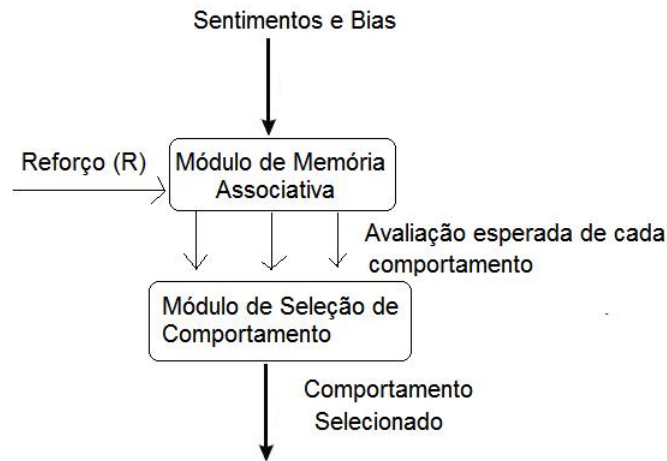 Sentimentos e Bias
Reforço (R)
Módulo de Memória
Associativa
Avaliação esperada de cada
comportamento
Módulo de Seleção de
Comportamento
Comportamento
Selecionado